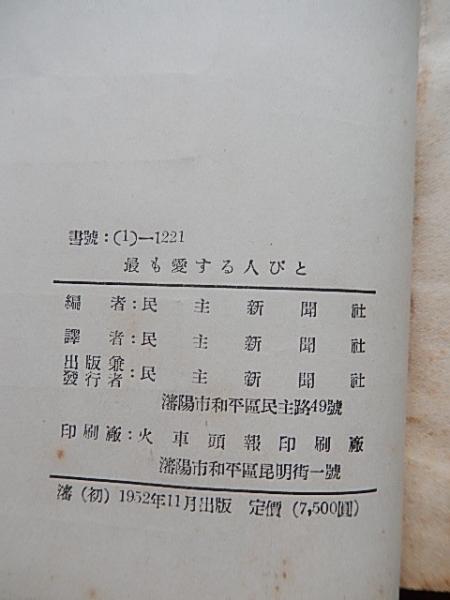 書號：(1)—1221
最も愛する人びと
編者：民主新聞社
譯者：民主新聞社
出版兼
發行者：民主新聞社
瀋陽市和平區民主路49號
印刷廠：火車頭報印刷廠
瀋陽市和平區昆明街一號
瀋（初）1952年11月出版 定價（7,500圓）